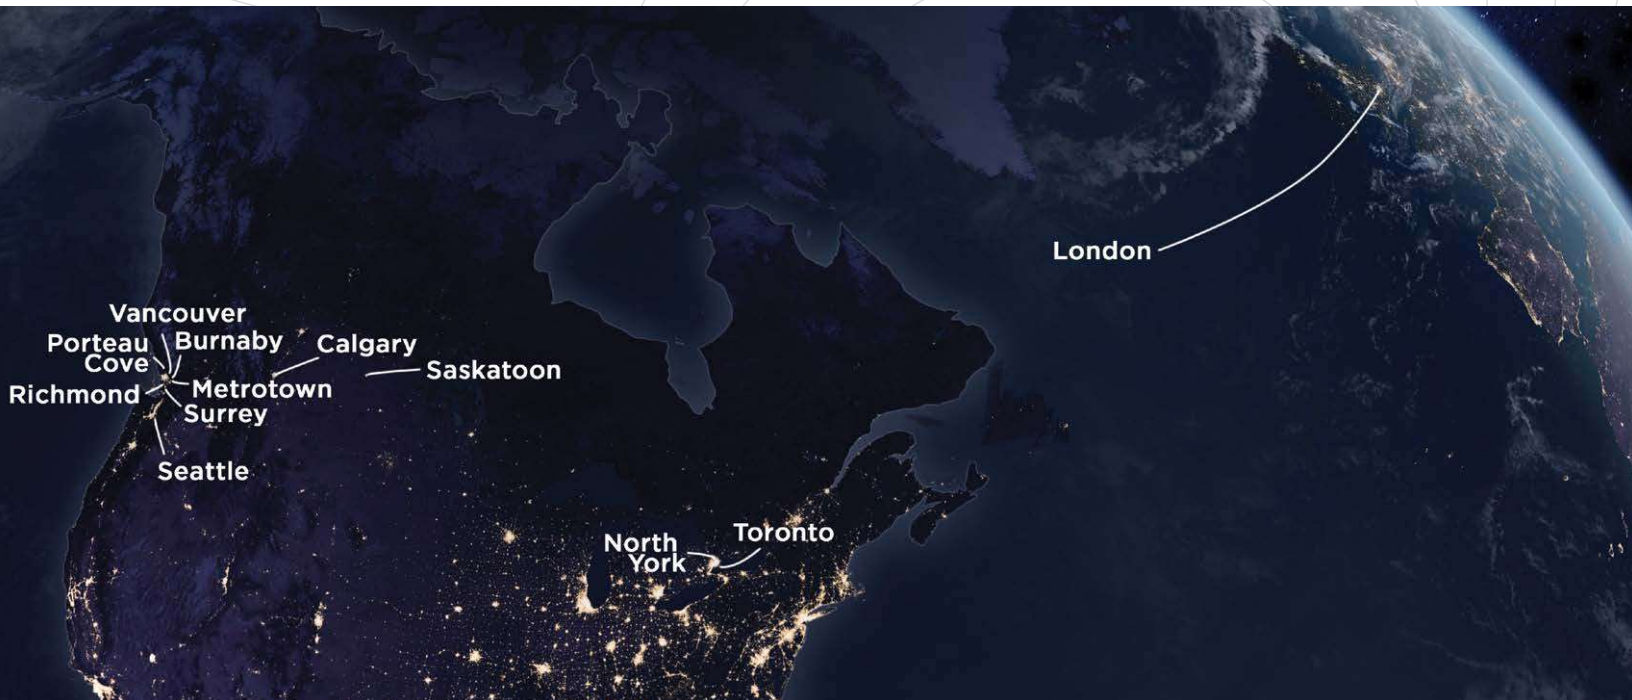 Vancouver
Porteau
Cove
Burnaby
Richmond
Metrotown
Surrey
Seattle
Calgary
Saskatoon
North
York
Toronto
London